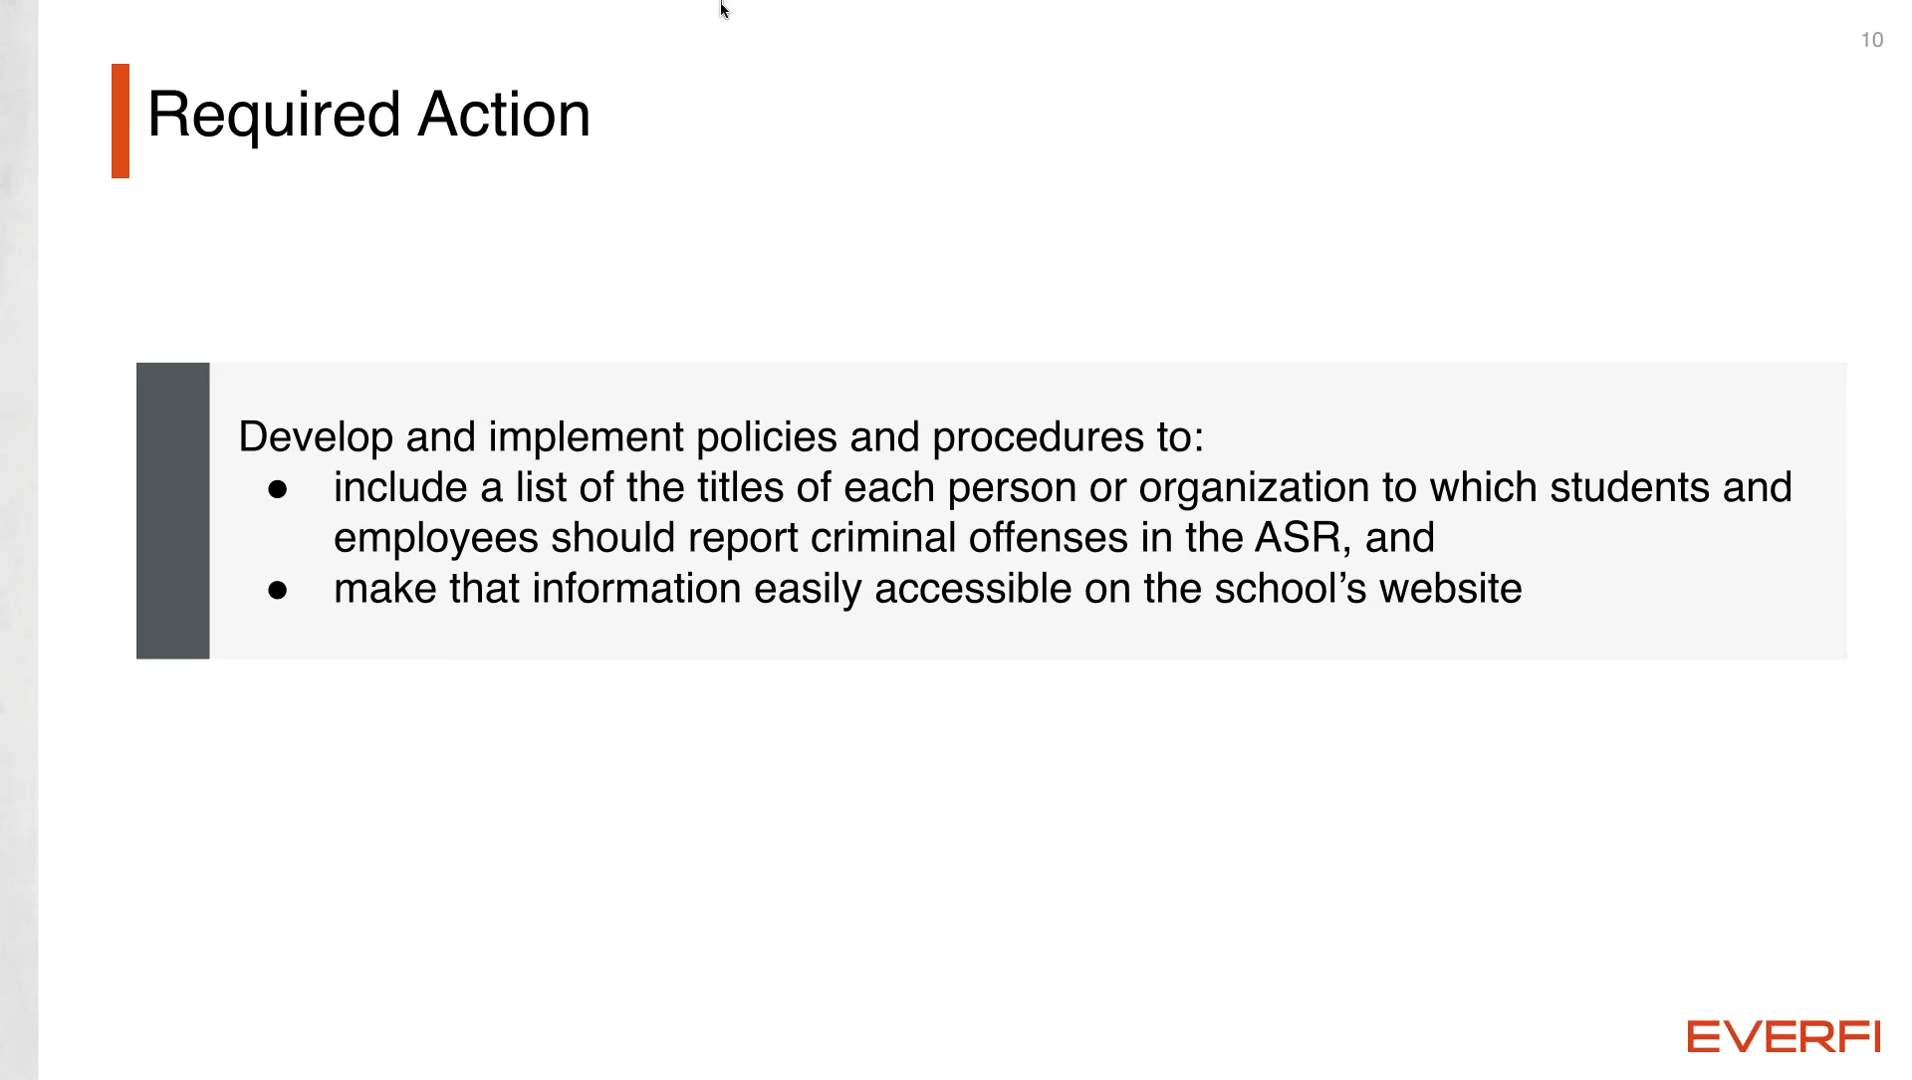 10
Required Action
Develop and implement policies and procedures to:
● include a list of the titles of each person or organization to which students and
employees should report criminal offenses in the ASR, and
● make that information easily accessible on the school’s website
EVERFI